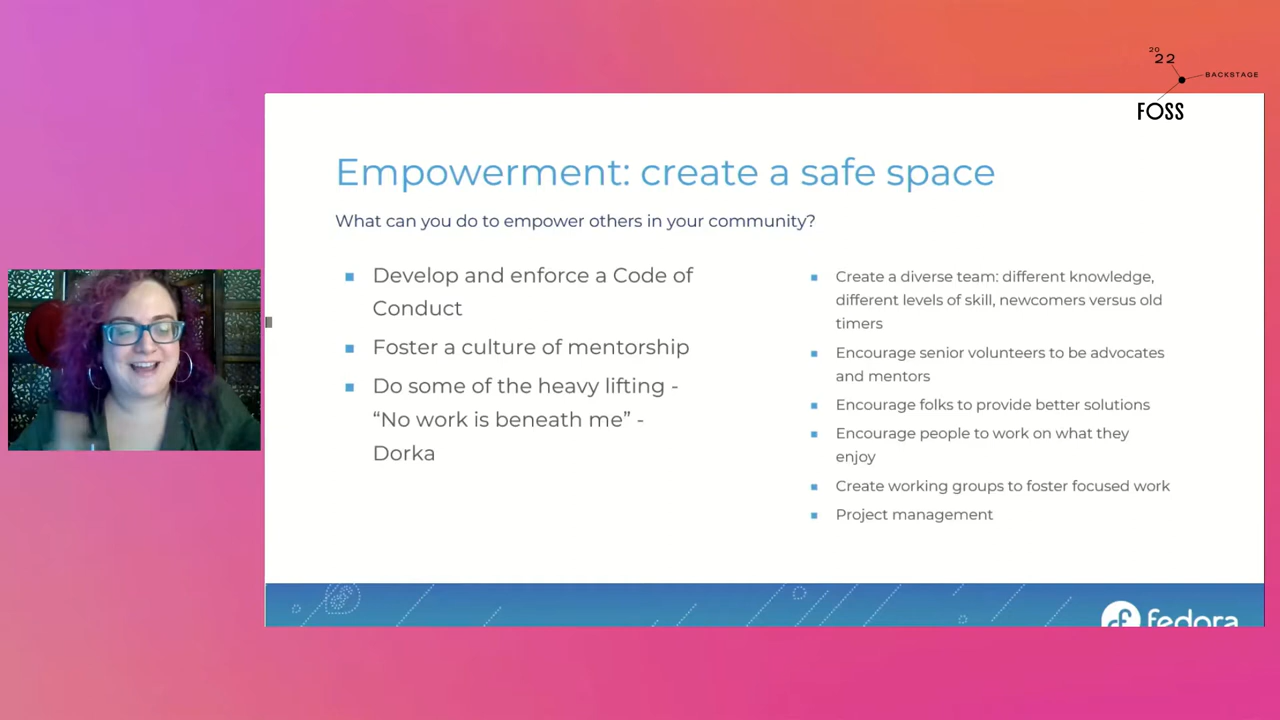 20
22
BACKSTAGE
FOSS
Empowerment: create a safe space
What can you do to empower others in your community?
Develop and enforce a Code of
Conduct
Foster a culture of mentorship
Do some of the heavy lifting -
“No work is beneath me” -
Dorka
Create a diverse team: different knowledge,
different levels of skill, newcomers versus old
timers
Encourage senior volunteers to be advocates
and mentors
Encourage folks to provide better solutions
Encourage people to work on what they
enjoy
Create working groups to foster focused work
Project management
fedora